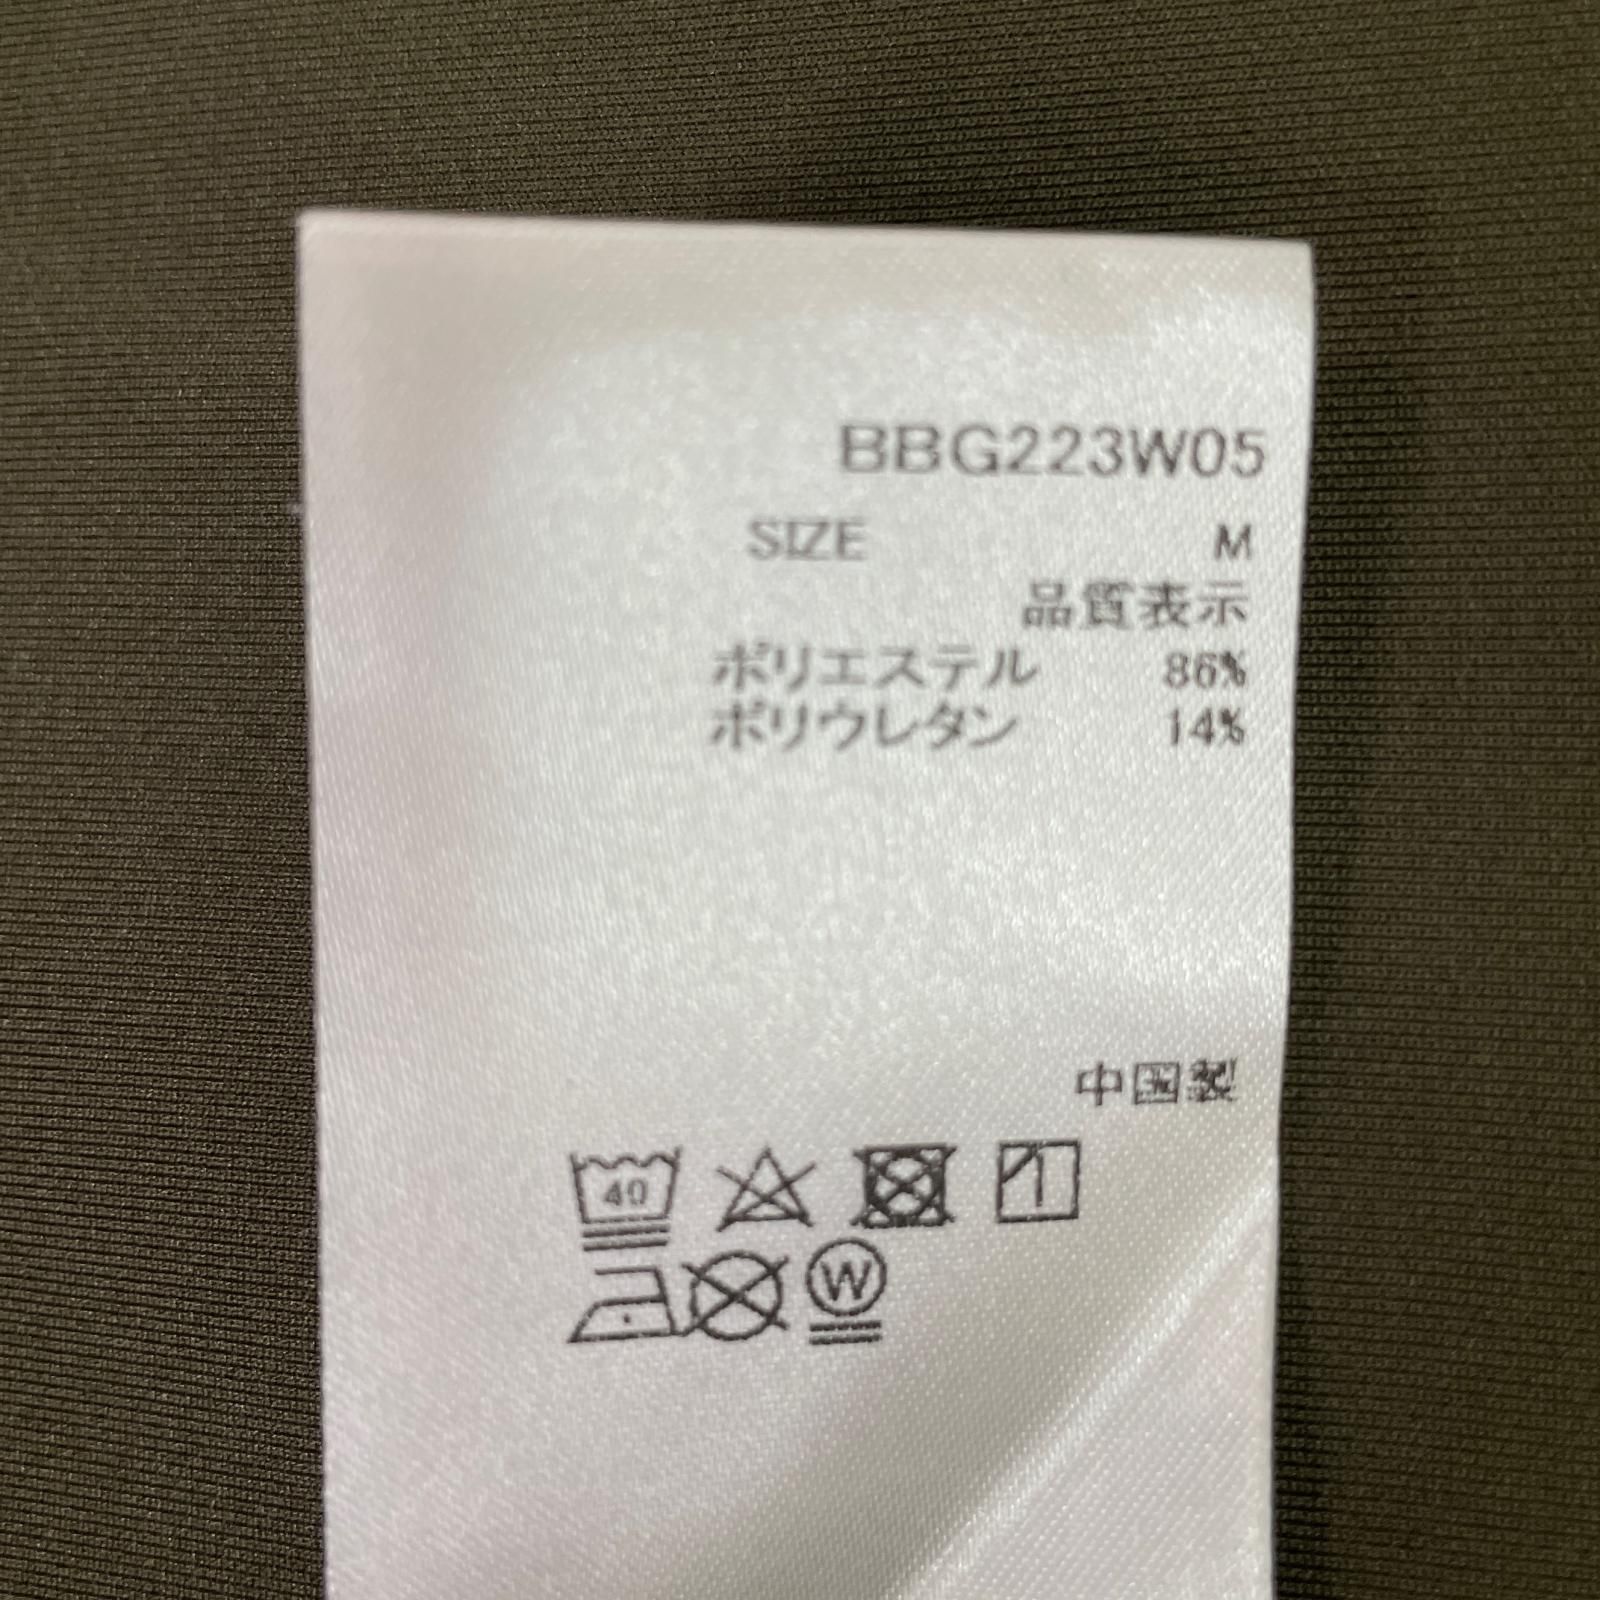 BBG223W05
SIZE M
品質表示
ポリエステル 86%
ポリウレタン 14%
中国製
40
W